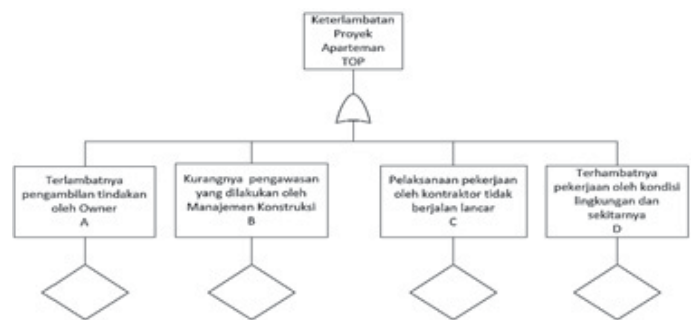 Keterlambatan
Proyek
Aparteman
TOP
Terlambatnya
pengambilan tindakan
oleh Owner
A
Kurangnya pengawasan
yang dilakukan oleh
Manajemen Konstruksi
B
Pelaksanaan pekerjaan
oleh kontraktor tidak
berjalan lancar
C
Terhambatnya
pekerjaan oleh kondisi
lingkungan dan
sekitarnya
D